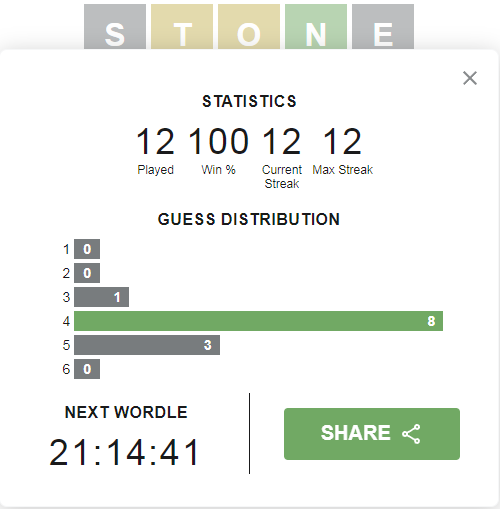 S T O N E
STATISTICS
12 100 12 12
Played Win % Current Max Streak
Streak
GUESS DISTRIBUTION
1 0
2 0
3 1
4 8
5 3
6 0
NEXT WORDLE
21:14:41
SHARE